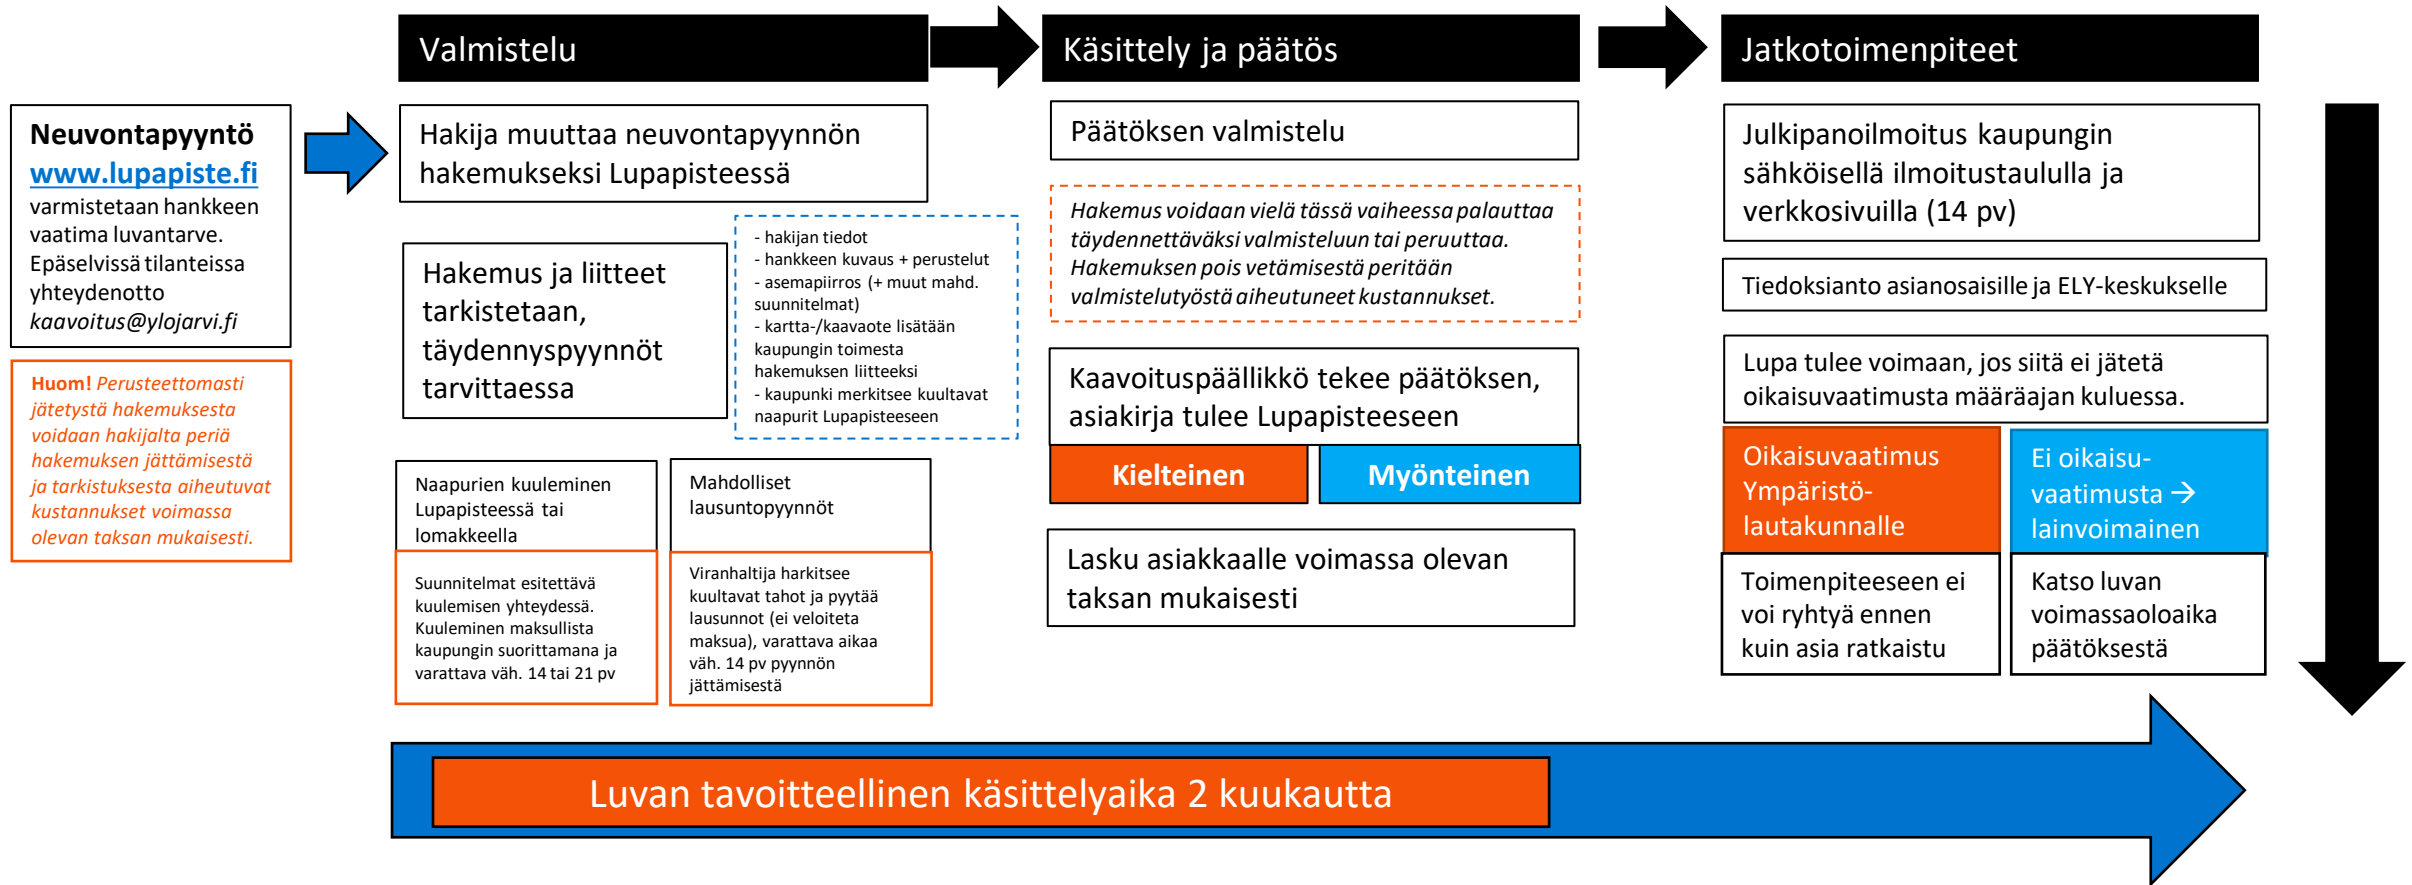 Valmistelu
Käsittely ja päätös
Jatkotoimenpiteet
Neuvontapyyntö
www.lupapiste.fi
varmistetaan hankkeen
vaatima luvantarve.
Epäselvissä tilanteissa
yhteydenotto
kaavoitus@ylojarvi.fi
Huom! Perusteettomasti
jätetystä hakemuksesta
voidaan hakijalta periä
hakemuksen jättämisestä
ja tarkistuksesta aiheutuvat
kustannukset voimassa
olevan taksan mukaisesti.
Hakija muuttaa neuvontapyynnön
hakemukseksi Lupapisteessä
Hakemus ja liitteet
tarkistetaan,
täydennyspyynnöt
tarvittaessa
- hakijan tiedot
- hankkeen kuvaus + perustelut
- asemapiirros (+ muut mahd.
suunnitelmat)
- kartta-/kaavaote lisätään
kaupungin toimesta
hakemuksen liitteeksi
- kaupunki merkitsee kuultavat
naapurit Lupapisteeseen
Naapurien kuuleminen
Lupapisteessä tai
lomakkeella
Suunnitelmat esitettävä
kuulemisen yhteydessä.
Kuuleminen maksullista
kaupungin suorittamana ja
varattava väh. 14 tai 21 pv
Mahdolliset
lausuntopyynnöt
Viranhaltija harkitsee
kuultavat tahot ja pyytää
lausunnot (ei veloiteta
maksua), varattava aikaa
väh. 14 pv pyynnön
jättämisestä
Päätöksen valmistelu
Hakemus voidaan vielä tässä vaiheessa palauttaa
täydennettäväksi valmisteluun tai peruuttaa.
Hakemuksen pois vetämisestä peritään
valmistelutyöstä aiheutuneet kustannukset.
Kaavoituspäällikkö tekee päätöksen,
asiakirja tulee Lupapisteeseen
Kielteinen
Myönteinen
Lasku asiakkaalle voimassa olevan
taksan mukaisesti
Julkipanoilmoitus kaupungin
sähköisellä ilmoitustaululla ja
verkkosivuilla (14 pv)
Tiedoksianto asianosaisille ja ELY-keskukselle
Lupa tulee voimaan, jos siitä ei jätetä
oikaisuvaatimusta määräajan kuluessa.
Oikaisuvaatimus
Ympäristö-
lautakunnalle
Toimenpiteeseen ei
voi ryhtyä ennen
kuin asia ratkaistu
Ei oikaisu-
vaatimusta →
lainvoimainen
Katso luvan
voimassaoloaika
päätöksestä
Luvan tavoitteellinen käsittelyaika 2 kuukautta